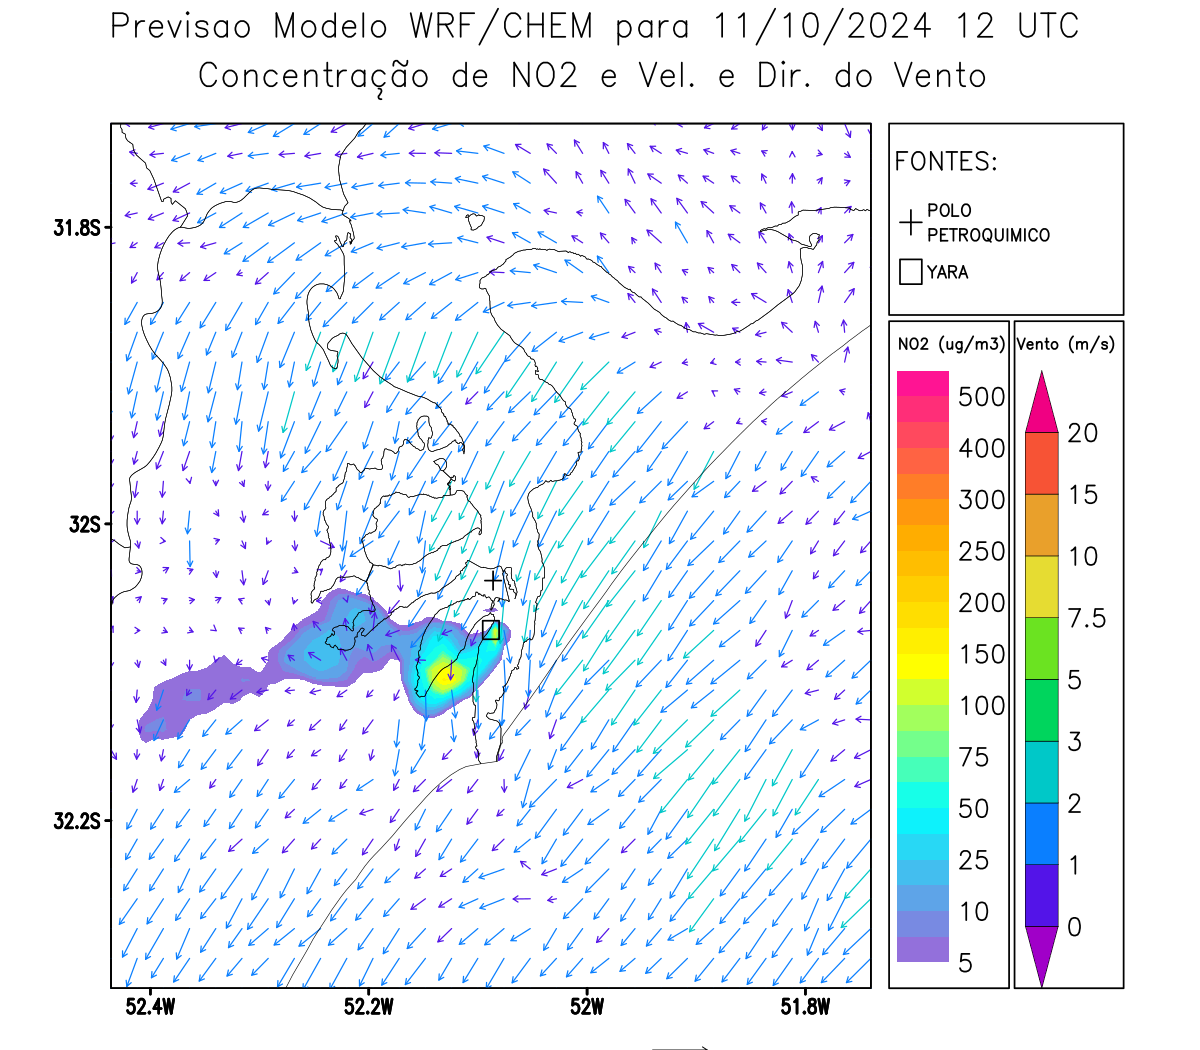 Previsao Modelo WRF/CHEM para 11/10/2024 12 UTC
Concentração de NO2 e Vel. e Dir. do Vento
FONTES:
POLO
PETROQUIMICO
YARA
NO2 (ug/m3)
500
400
300
250
200
150
100
75
50
25
10
5
Vento (m/s)
20
15
10
7.5
5
3
2
1
0
31.8S
32S
32.2S
52.4W
52.2W
52W
51.8W